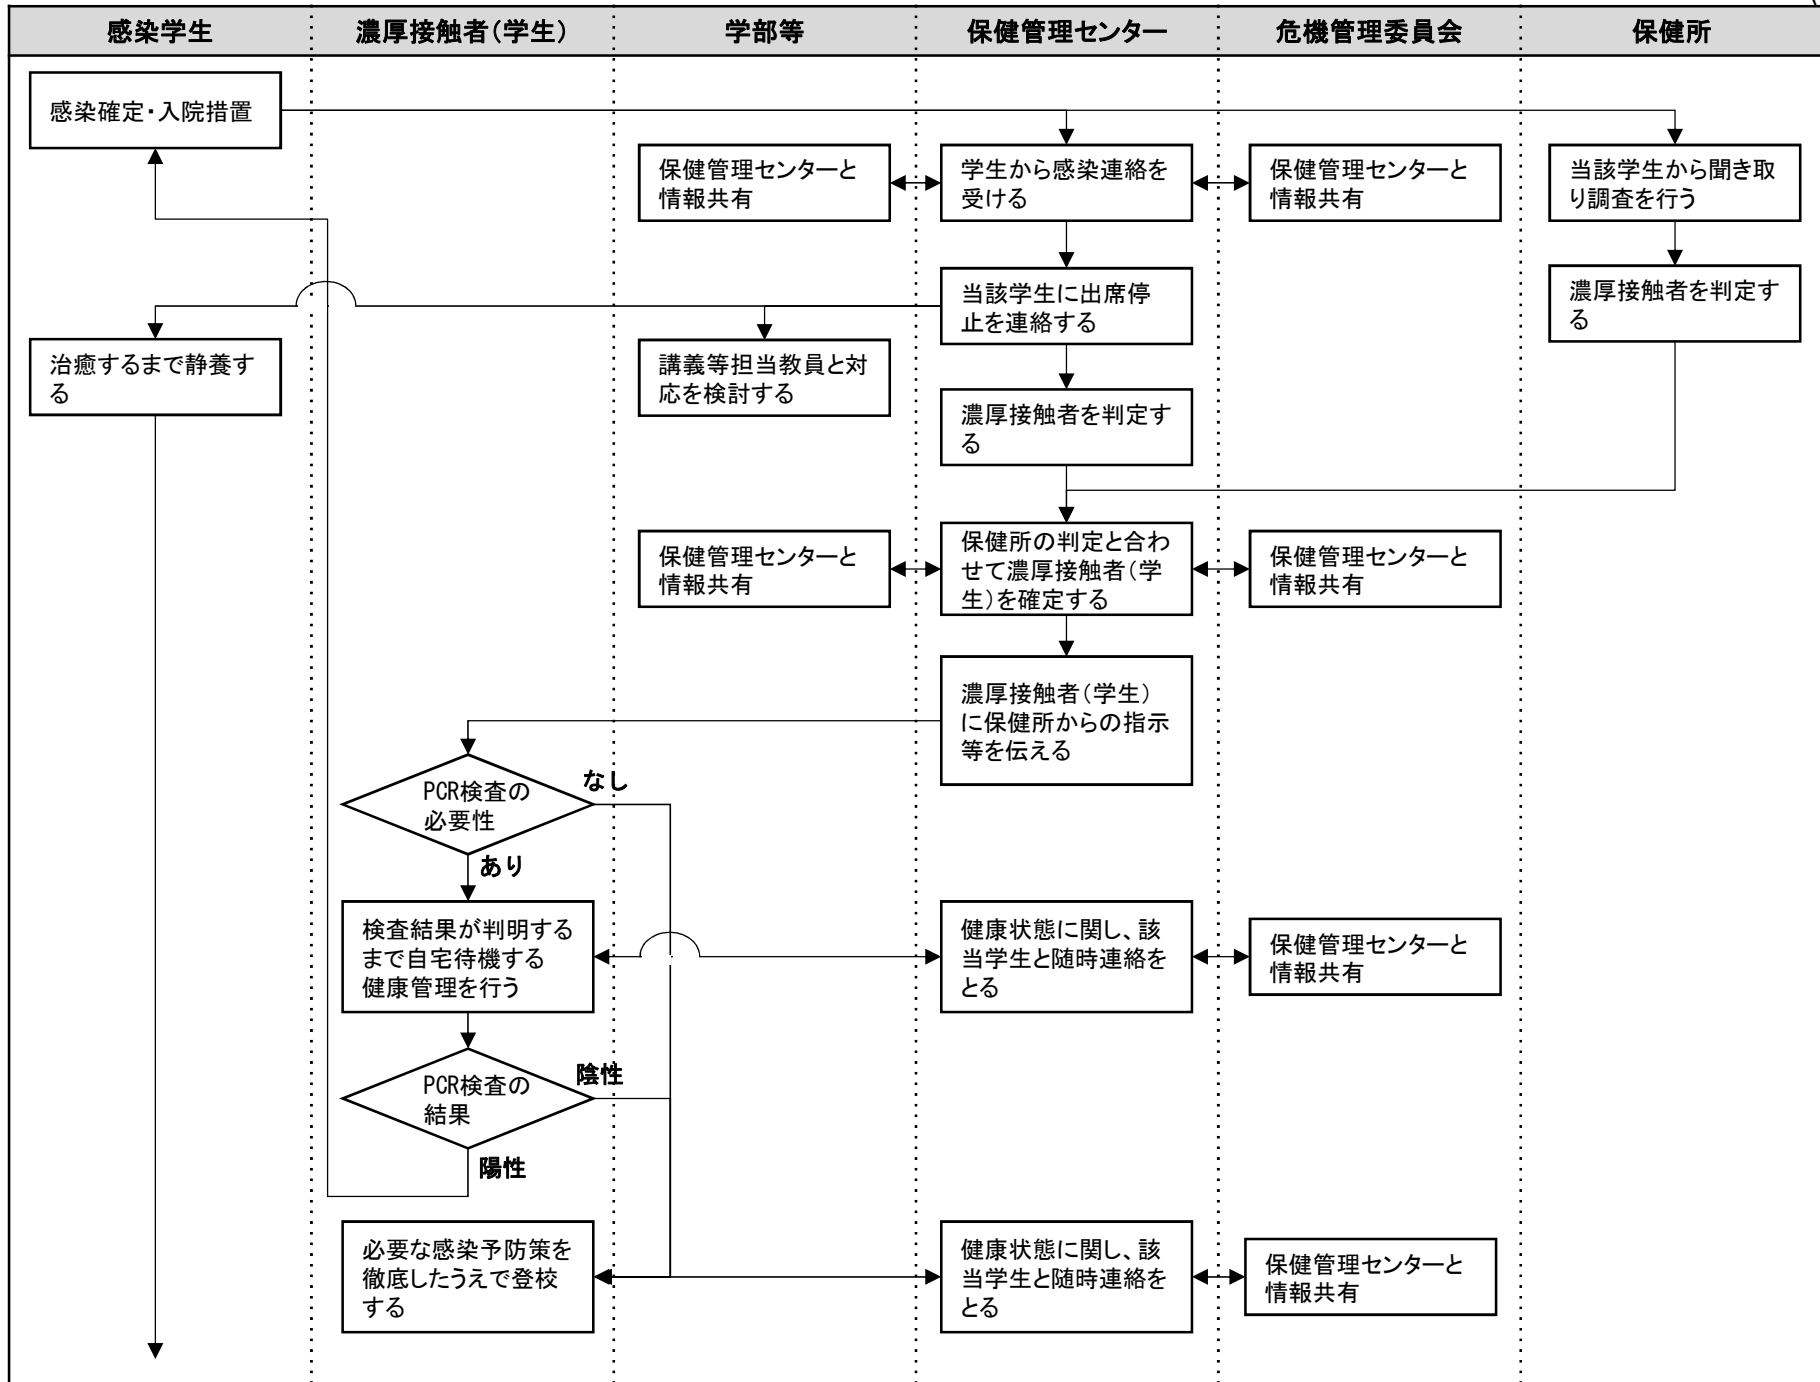 感染学生
濃厚接触者（学生）
学部等
保健管理センター
危機管理委員会
保健所
感染確定・入院措置
保健管理センターと
情報共有
学生から感染連絡を
受ける
保健管理センターと
情報共有
当該学生から聞き取
り調査を行う
当該学生に出席停
止を連絡する
濃厚接触者を判定す
る
治癒するまで静養す
る
講義等担当教員と対
応を検討する
濃厚接触者を判定す
る
保健管理センターと
情報共有
保健所の判定と合わ
せて濃厚接触者（学
生）を確定する
保健管理センターと
情報共有
濃厚接触者（学生）
に保健所からの指示
等を伝える
PCR検査の
必要性
なし
あり
検査結果が判明する
まで自宅待機する
健康管理を行う
健康状態に関し、該
当学生と随時連絡を
とる
保健管理センターと
情報共有
PCR検査の
結果
陰性
陽性
必要な感染予防策を
徹底したうえで登校
する
健康状態に関し、該
当学生と随時連絡を
とる
保健管理センターと
情報共有